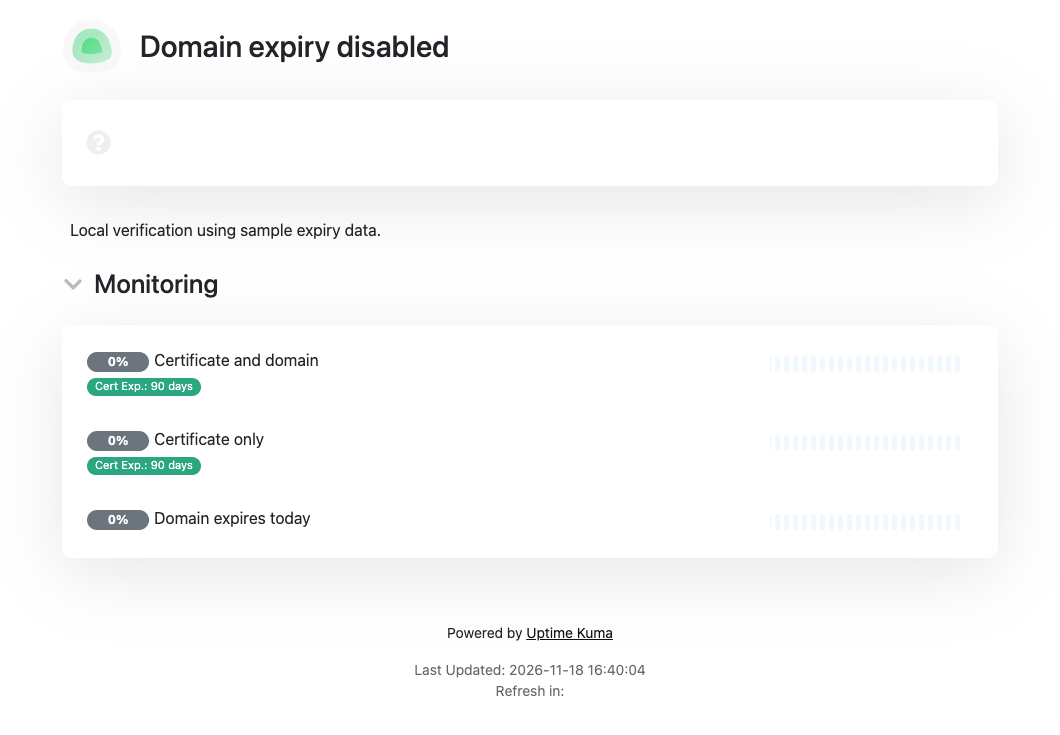 Domain expiry disabled
?
Local verification using sample expiry data.
Monitoring
0% Certificate and domain
Cert Exp.: 90 days
0% Certificate only
Cert Exp.: 90 days
0% Domain expires today
Powered by Uptime Kuma
Last Updated: 2026-11-18 16:40:04
Refresh in: